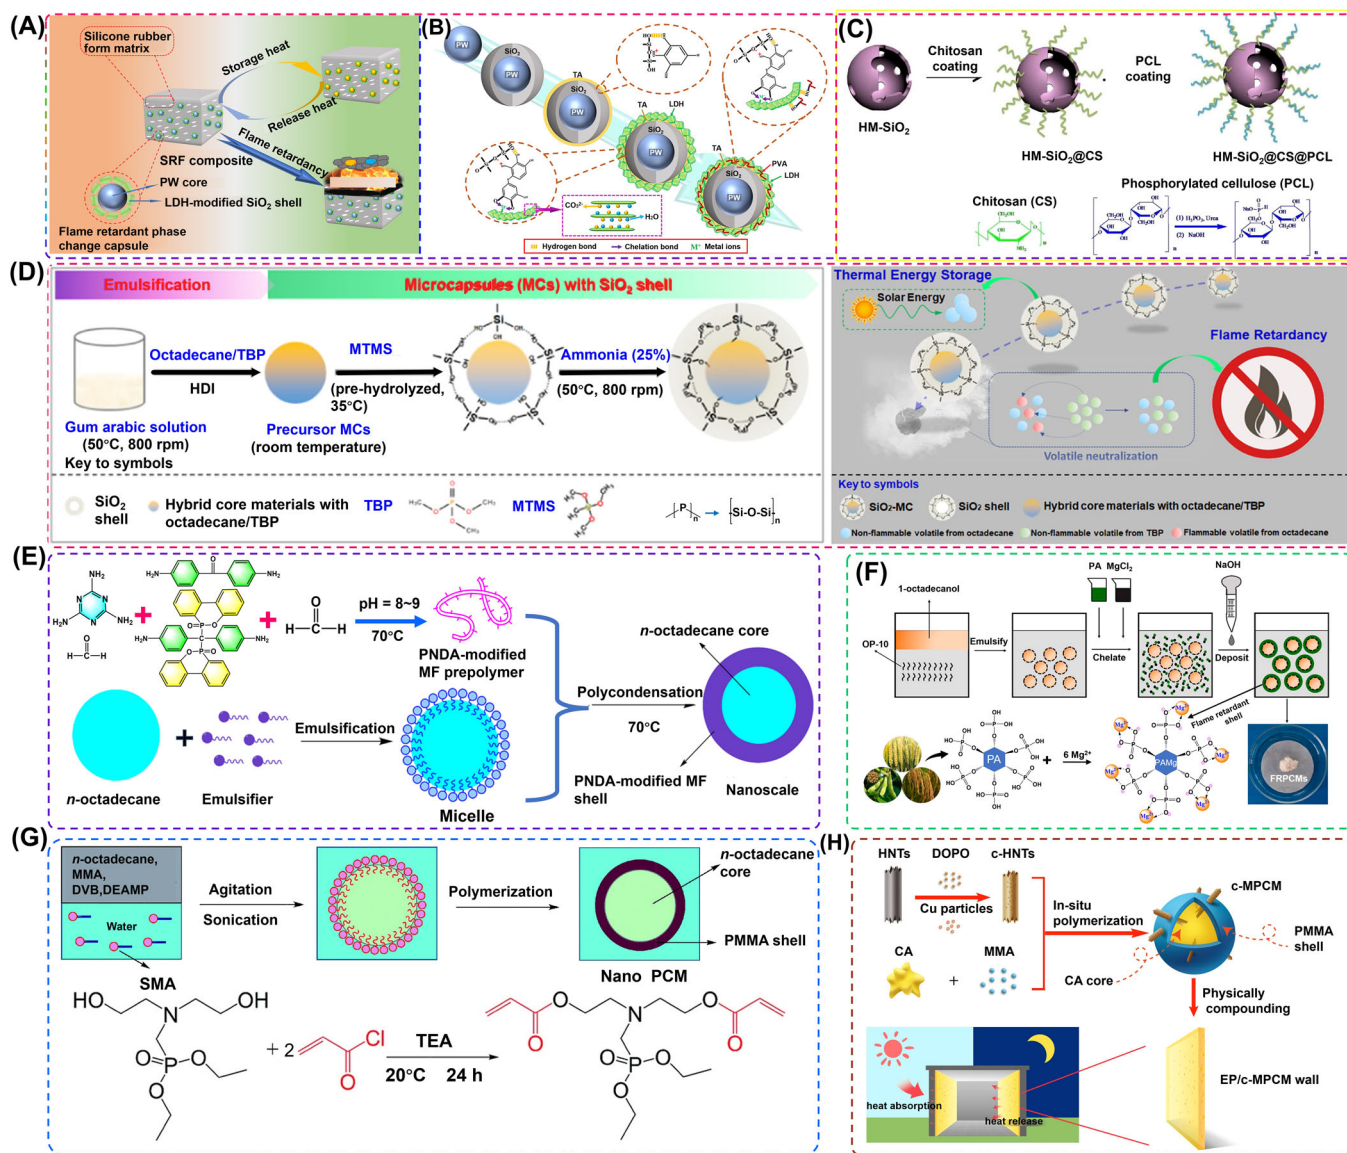 (A)
Silicone rubber
form matrix
Storage heat
Release heat
Flame retardancy
SRF composite
PW core
LDH-modified SiO₂ shell
Flame retardant phase
change capsule
(B)
PW
SiO₂
PW
TA
SiO₂
PW
TA
LDH
SiO₂
PW
TA
PVA
LDH
SiO₂
PW
CO₃²⁻
H₂O
Hydrogen bond
Chelation bond
Metal ions
(C)
Chitosan
coating
PCL
coating
HM-SiO₂
HM-SiO₂@CS
HM-SiO₂@CS@PCL
Chitosan (CS)
Phosphorylated cellulose (PCL)
(1) H₃PO₃, Urea
(2) NaOH
(D)
Emulsification
Microcapsules (MCs) with SiO₂ shell
Octadecane/TBP
HDI
MTMS
(pre-hydrolyzed,
35°C)
Ammonia (25%)
(50°C, 800 rpm)
Gum arabic solution
(50°C, 800 rpm)
Precursor MCs
(room temperature)
Key to symbols
SiO₂
shell
Hybrid core materials with
octadecane/TBP
TBP
MTMS
Thermal Energy Storage
Solar Energy
Flame Retardancy
Volatile neutralization
Key to symbols
SiO₂-MC
SiO₂ shell
Hybrid core materials with octadecane/TBP
Non-flammable volatile from octadecane
Non-flammable volatile from TBP
Flammable volatile from octadecane
(E)
pH = 8~9
70°C
PNDA-modified
MF prepolymer
n-octadecane
core
Polycondensation
70°C
Emulsification
n-octadecane
Emulsifier
Micelle
PNDA-modified MF
shell
Nanoscale
(F)
1-octadecanol
OP-10
Emulsify
PA
MgCl₂
Chelate
NaOH
Deposit
Flame retardant
shell
PA
6 Mg²⁺
PAMg
FRPCMs
(G)
n-octadecane,
MMA,
DVB,DEAMP
Water
SMA
Agitation
Sonication
Polymerization
n-octadecane
core
PMMA shell
Nano PCM
HO
OH
+ 2
Cl
TEA
20°C 24 h
(H)
HNTs
DOPO
c-HNTs
Cu particles
CA
+
MMA
In-situ
polymerization
c-MPCM
PMMA
shell
CA core
Physically
compounding
EP/c-MPCM wall
heat absorption
heat release